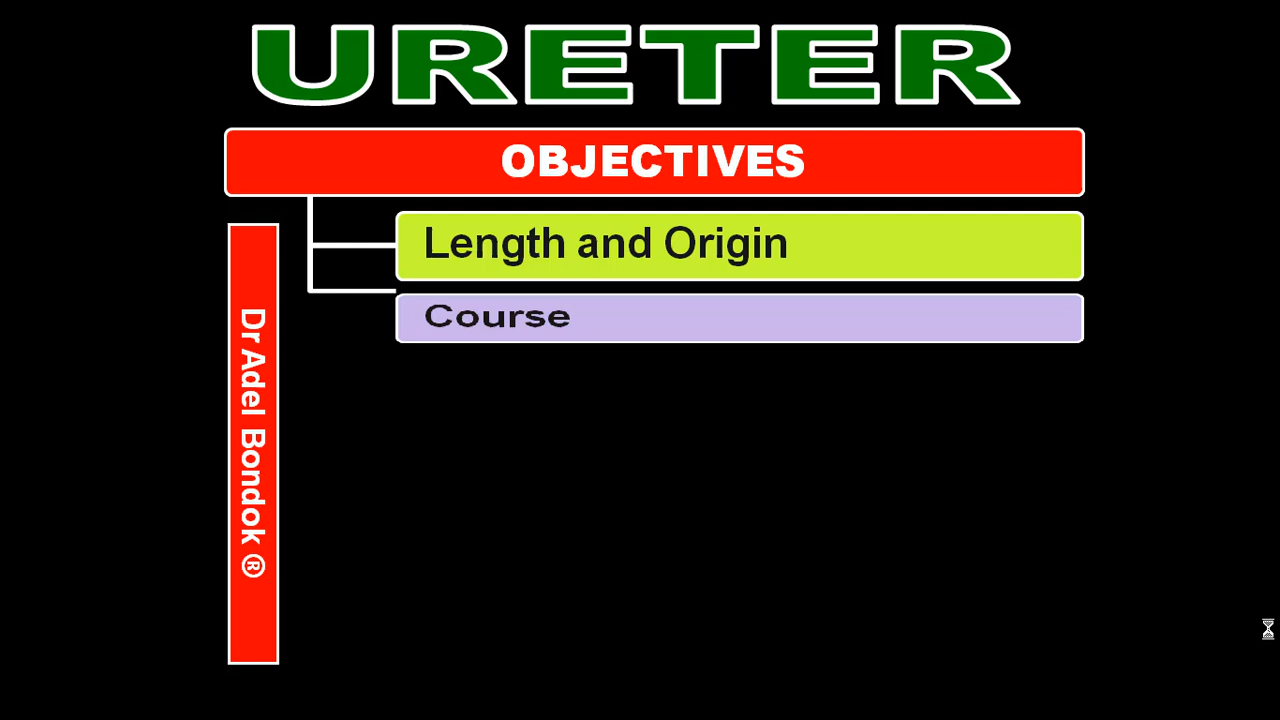 URETER
OBJECTIVES
Length and Origin
Course
Dr Adel Bondok ®